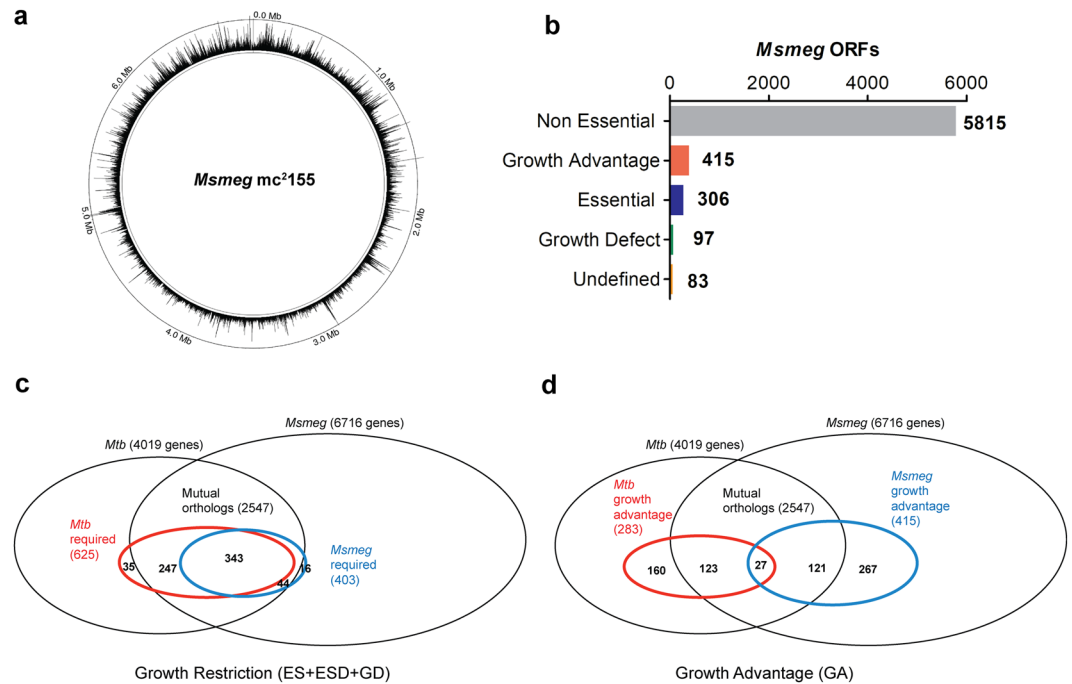 a
0.0 Mb
1.0 Mb
2.0 Mb
3.0 Mb
4.0 Mb
5.0 Mb
6.0 Mb
Msmeg mc²155
b
Msmeg ORFs
0 2000 4000 6000
Non Essential 5815
Growth Advantage 415
Essential 306
Growth Defect 97
Undefined 83
c
Msmeg (6716 genes)
Mtb (4019 genes)
Mutual
orthologs (2547)
Mtb
required
(625)
Msmeg
required
(403)
35 247 343 44 16
Growth Restriction (ES+ESD+GD)
d
Msmeg (6716 genes)
Mtb (4019 genes)
Mtb
growth
advantage
(283)
Mutual
orthologs (2547)
Msmeg
growth
advantage
(415)
160 123 27 121 267
Growth Advantage (GA)